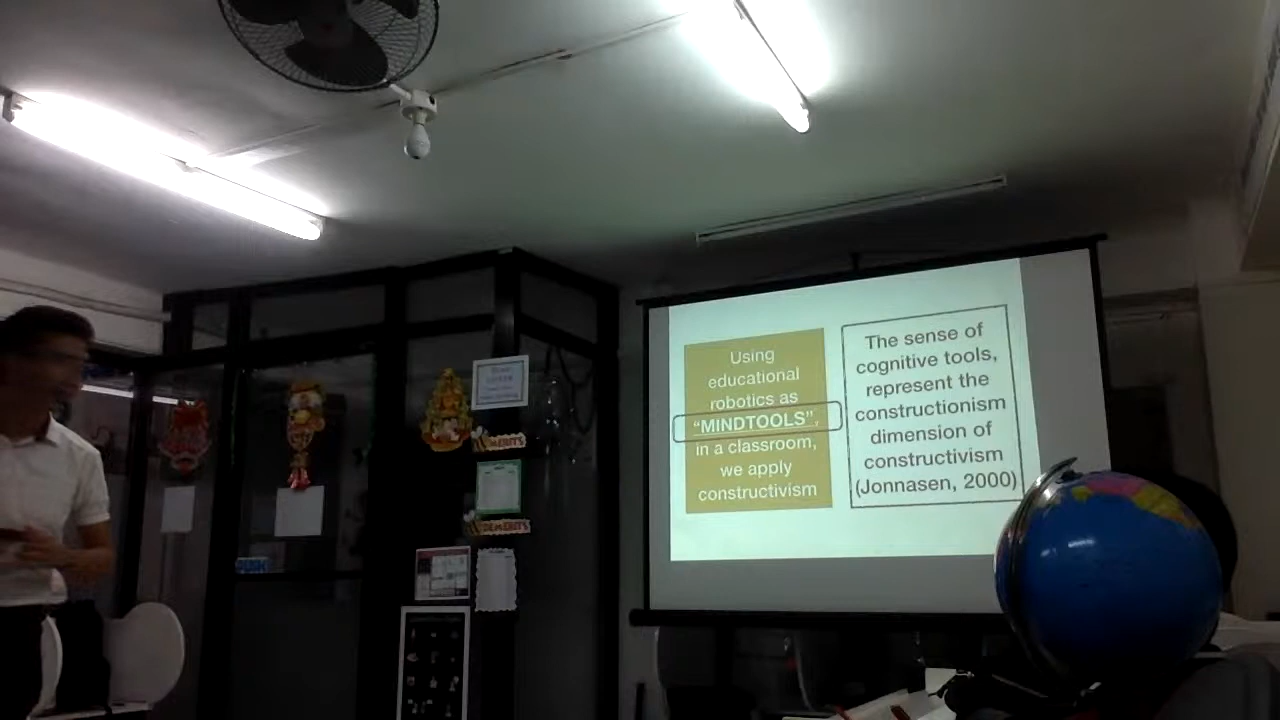 Using
educational
robotics as
“MINDTOOLS”,
in a classroom,
we apply
constructivism
The sense of
cognitive tools,
represent the
constructionism
dimension of
constructivism
(Jonnasen, 2000)
MERITS
DEMERITS
PUSH